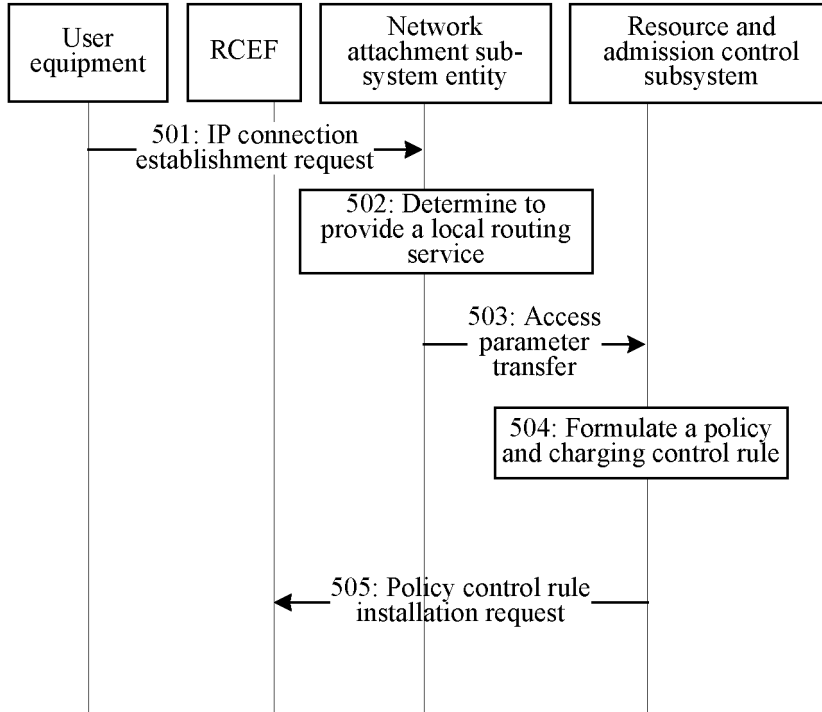 User
equipment
RCEF
Network
attachment sub-
system entity
Resource and
admission control
subsystem
501: IP connection
establishment request
502: Determine to
provide a local routing
service
503: Access
parameter
transfer
504: Formulate a policy
and charging control rule
505: Policy control rule
installation request